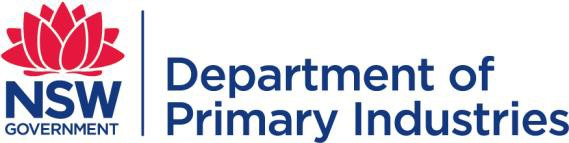 NSW
GOVERNMENT
Department of
Primary Industries